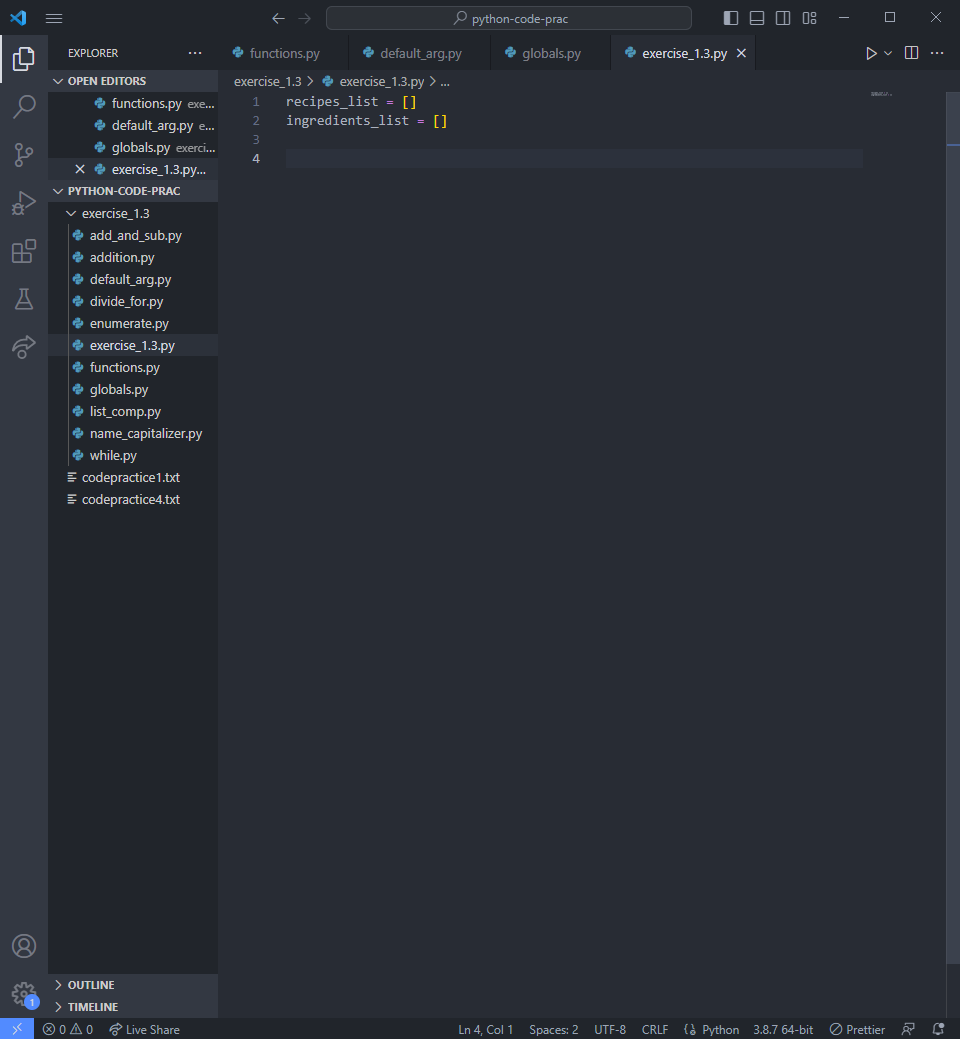 python-code-prac
EXPLORER
functions.py
default_arg.py
globals.py
exercise_1.3.py
OPEN EDITORS
functions.py exe...
default_arg.py e...
globals.py exerci...
exercise_1.3.py...
PYTHON-CODE-PRAC
exercise_1.3
add_and_sub.py
addition.py
default_arg.py
divide_for.py
enumerate.py
exercise_1.3.py
functions.py
globals.py
list_comp.py
name_capitalizer.py
while.py
codepractice1.txt
codepractice4.txt
OUTLINE
TIMELINE
1
exercise_1.3 > exercise_1.3.py > ...
1 recipes_list = []
2 ingredients_list = []
3
4
0 0 Live Share Ln 4, Col 1 Spaces: 2 UTF-8 CRLF Python 3.8.7 64-bit Prettier